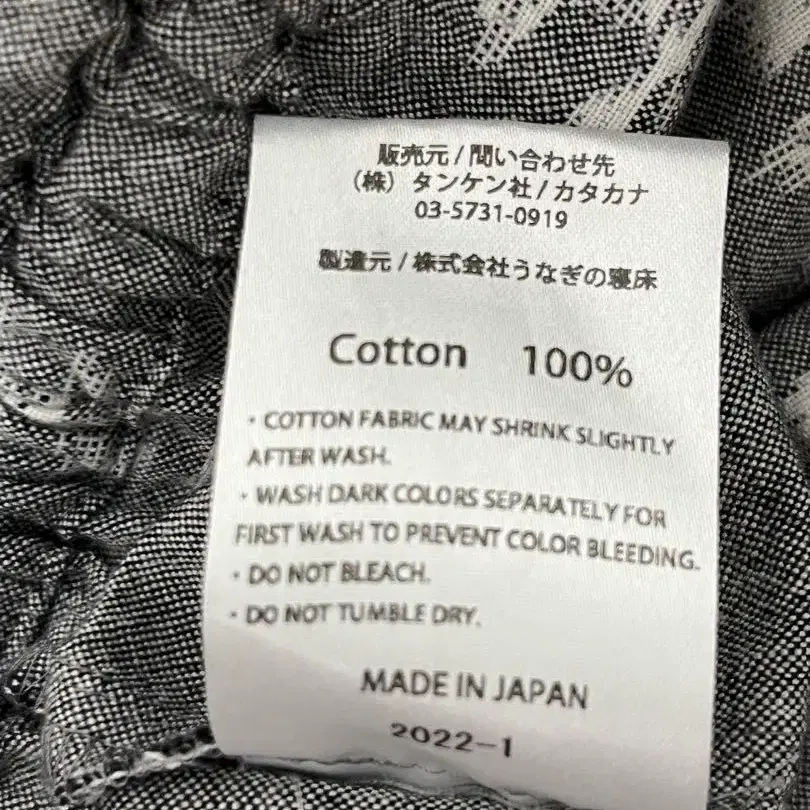 販売元 / 問い合わせ先
（株）タンケン社 / カタカナ
03-5731-0919
製造元 / 株式会社うなぎの寝床
Cotton 100%
・COTTON FABRIC MAY SHRINK SLIGHTLY
AFTER WASH.
・WASH DARK COLORS SEPARATELY FOR
FIRST WASH TO PREVENT COLOR BLEEDING.
・DO NOT BLEACH.
・DO NOT TUMBLE DRY.
MADE IN JAPAN
2022-1